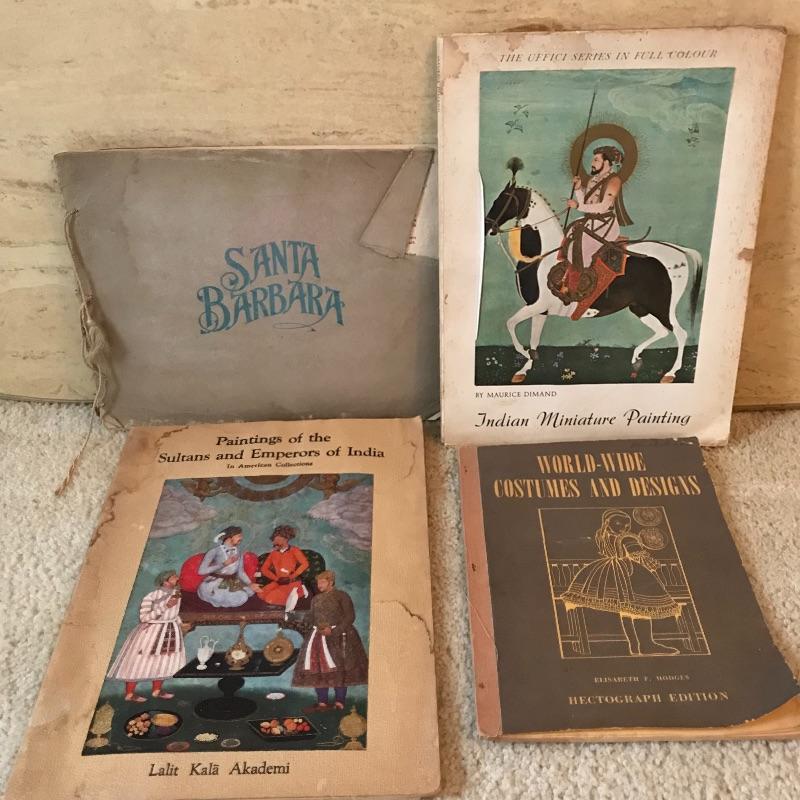 THE UFFICI SERIES IN FULL COLOUR
BY MAURICE DIMAND
Indian Miniature Painting
SANTA
BARBARA
Paintings of the
Sultans and Emperors of India
In American Collections
Lalit Kalā Akademi
WORLD-WIDE
COSTUMES AND DESIGNS
ELISABETH F. HODGES
HECTOGRAPH EDITION